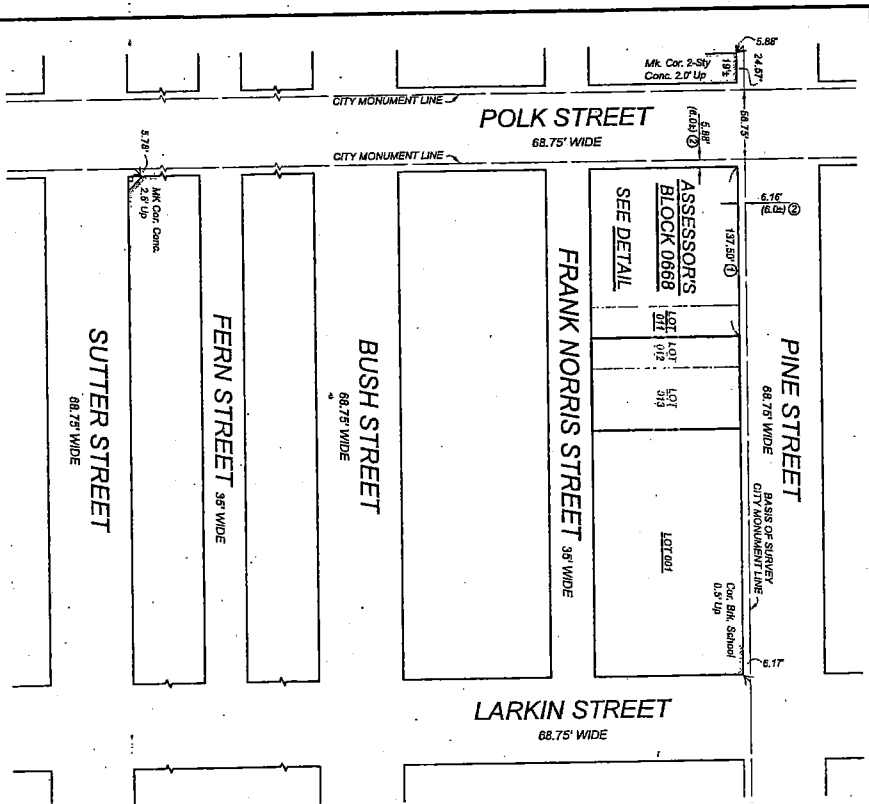 5.88'
24.57'
19'±
Mk. Cor. 2-Sty
Conc. 2.0' Up
CITY MONUMENT LINE
POLK STREET
68.75' WIDE
CITY MONUMENT LINE
5.88'
(6.0±) ②
6.16'
(6.0±) ②
5.78'
MK Cor. Conc.
2.5' Up
ASSESSOR'S
BLOCK 0668
SEE DETAIL
137.50' ①
LOT
011
LOT
012
LOT
013
LOT 001
PINE STREET
68.75' WIDE
BASIS OF SURVEY
CITY MONUMENT LINE
FRANK NORRIS STREET 35' WIDE
BUSH STREET
68.75' WIDE
FERN STREET 35' WIDE
SUTTER STREET
68.75' WIDE
Cor. Brk. School
0.5' Up
6.17'
LARKIN STREET
68.75' WIDE